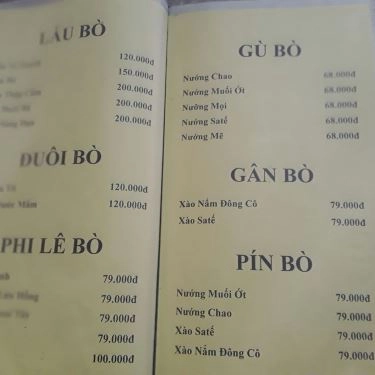 LẨU BÒ
120.000đ
150.000đ
200.000đ
200.000đ
200.000đ
ĐUÔI BÒ
120.000đ
Mắm 120.000đ
PHI LÊ BÒ
79.000đ
79.000đ
79.000đ
79.000đ
100.000đ
GÙ BÒ
Nướng Chao 68.000đ
Nướng Muối Ớt 68.000đ
Nướng Mọi 68.000đ
Nướng Satế 68.000đ
Nướng Mẽ 68.000đ
GÂN BÒ
Xào Nấm Đông Cô 79.000đ
Xào Satế 79.000đ
PÍN BÒ
Nướng Muối Ớt 79.000đ
Nướng Chao 79.000đ
Xào Satế 79.000đ
Xào Nấm Đông Cô 79.000đ